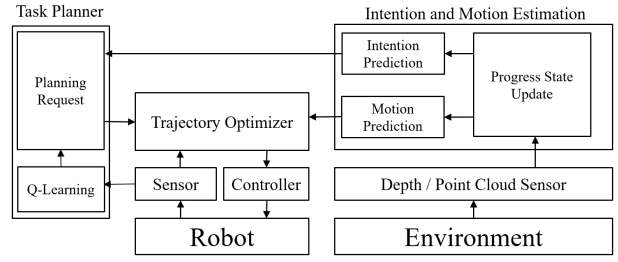 Task Planner
Intention and Motion Estimation
Planning
Request
Intention
Prediction
Progress State
Update
Trajectory Optimizer
Motion
Prediction
Q-Learning
Sensor
Controller
Depth / Point Cloud Sensor
Robot
Environment